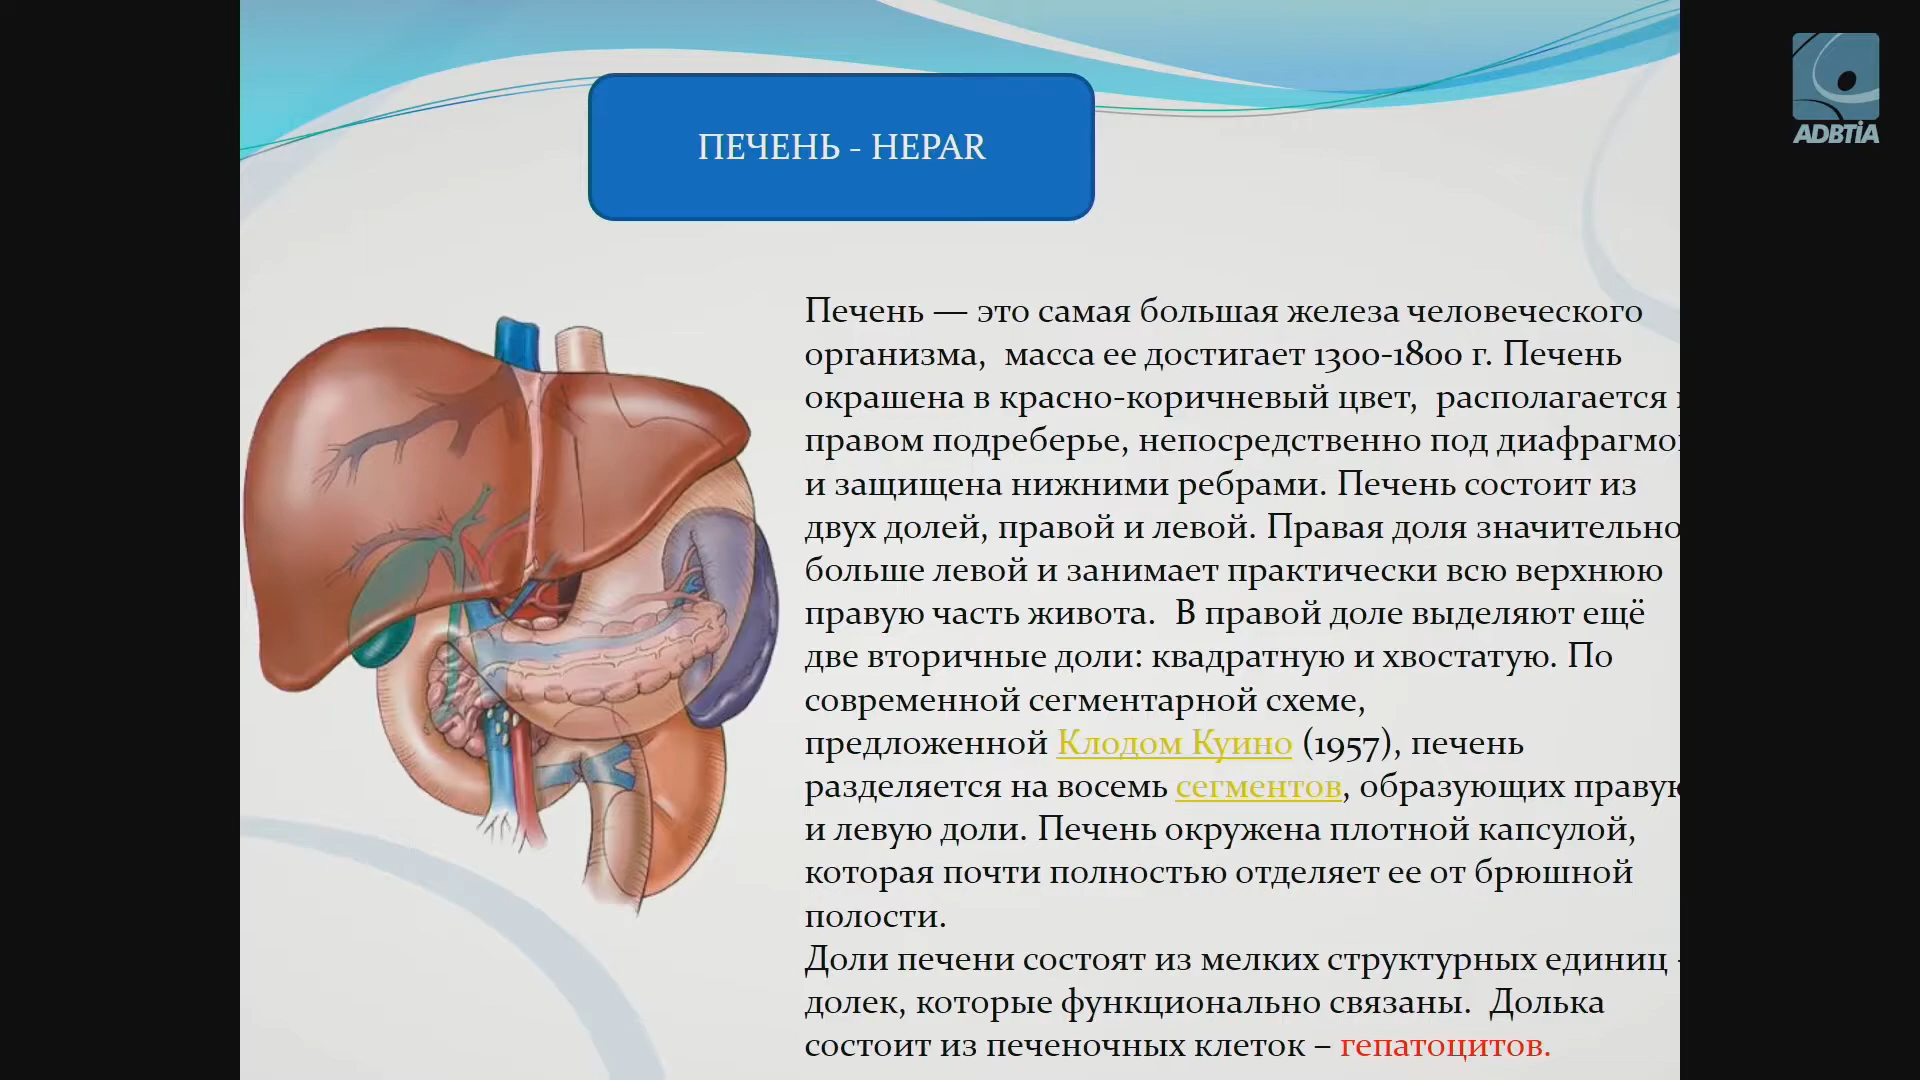 ADBTİA
ПЕЧЕНЬ - HEPAR
Печень — это самая большая железа человеческого
организма, масса ее достигает 1300-1800 г. Печень
окрашена в красно-коричневый цвет, располагается
правом подреберье, непосредственно под
и защищена нижними ребрами. Печень состоит из
двух долей, правой и левой. Правая доля значительно
больше левой и занимает практически всю верхнюю
правую часть живота. В правой доле выделяют ещё
две вторичные доли: квадратную и хвостатую. По
современной сегментарной схеме,
предложенной Клодом Куино (1957), печень
разделяется на восемь сегментов, образующих правую
и левую доли. Печень окружена плотной капсулой,
которая почти полностью отделяет ее от брюшной
полости.
Доли печени состоят из мелких структурных единиц -
долек, которые функционально связаны. Долька
состоит из печеночных клеток – гепатоцитов.